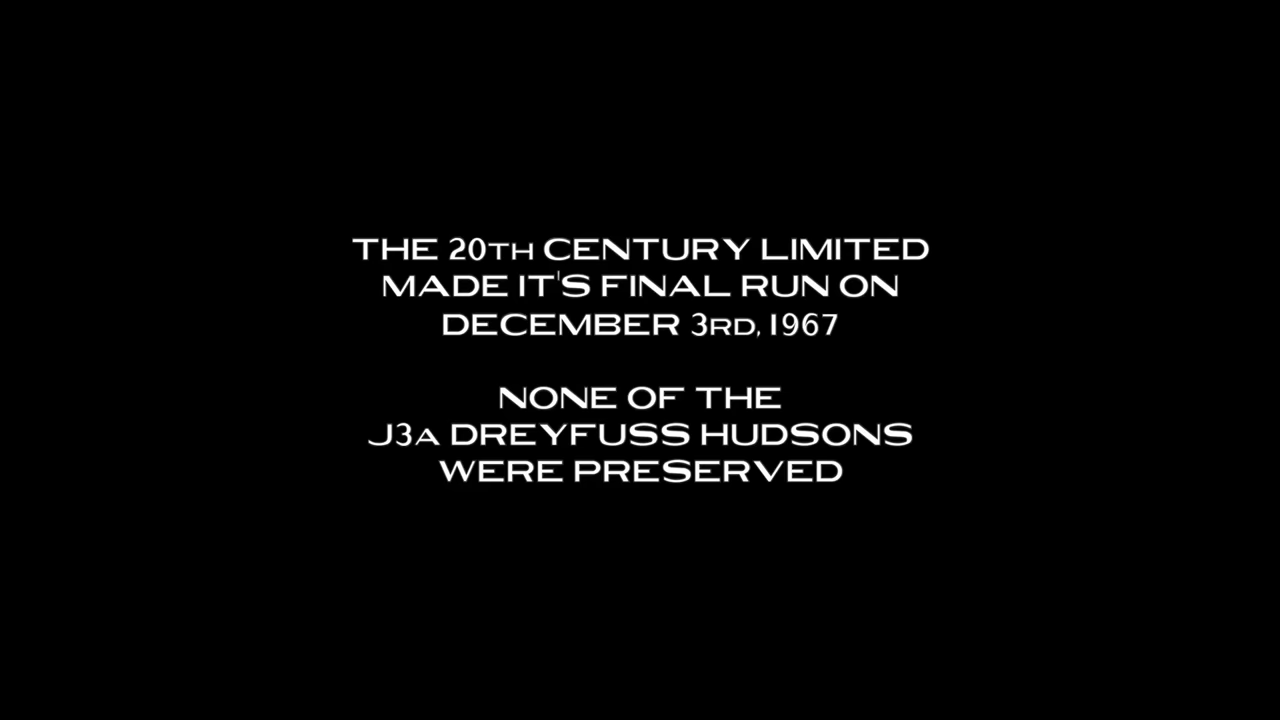 THE 20TH CENTURY LIMITED
MADE IT'S FINAL RUN ON
DECEMBER 3RD, 1967
NONE OF THE
J3A DREYFUSS HUDSONS
WERE PRESERVED